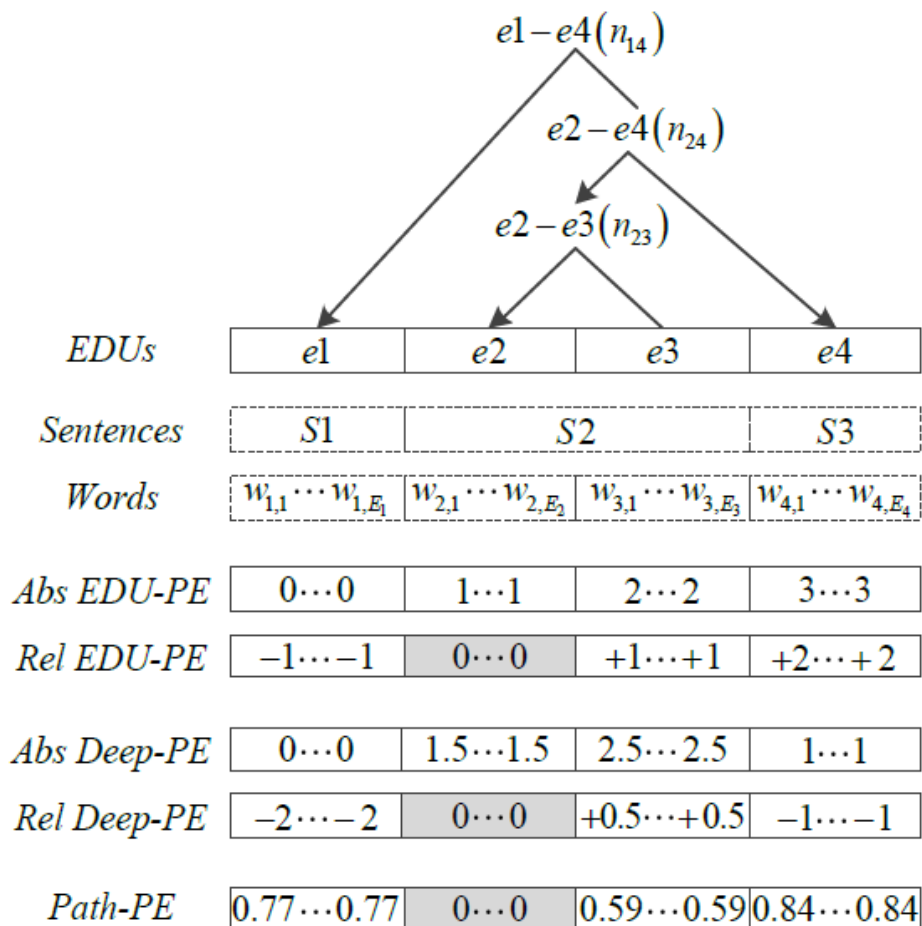 e1−e4(n₁₄)
e2−e4(n₂₄)
e2−e3(n₂₃)
EDUs e1 e2 e3 e4
Sentences S1 S2 S3
Words w₁,₁⋯w₁,E₁ w₂,₁⋯w₂,E₂ w₃,₁⋯w₃,E₃ w₄,₁⋯w₄,E₄
Abs EDU-PE 0⋯0 1⋯1 2⋯2 3⋯3
Rel EDU-PE −1⋯−1 0⋯0 +1⋯+1 +2⋯+2
Abs Deep-PE 0⋯0 1.5⋯1.5 2.5⋯2.5 1⋯1
Rel Deep-PE −2⋯−2 0⋯0 +0.5⋯+0.5 −1⋯−1
Path-PE 0.77⋯0.77 0⋯0 0.59⋯0.59 0.84⋯0.84